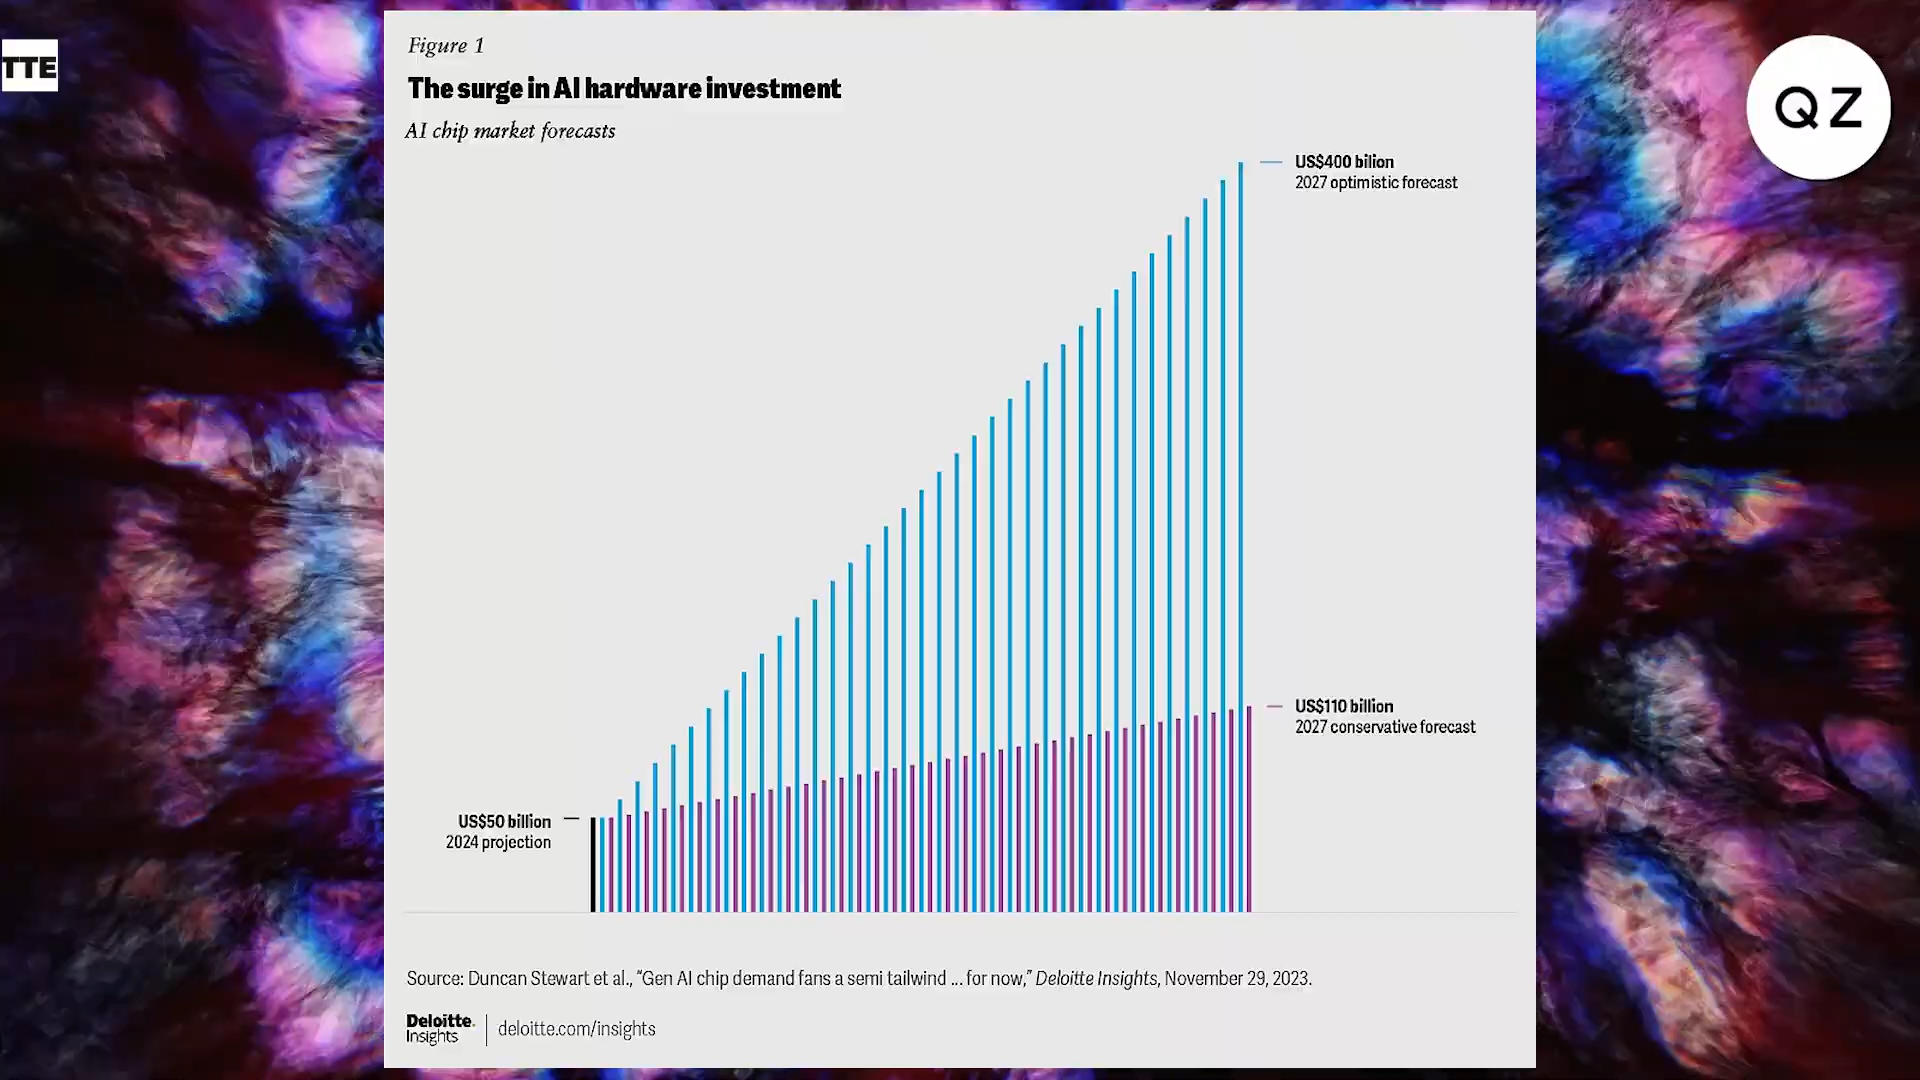 TTE
QZ
Figure 1
The surge in AI hardware investment
AI chip market forecasts
US$400 bilion
2027 optimistic forecast
US$110 billion
2027 conservative forecast
US$50 billion
2024 projection
Source: Duncan Stewart et al., “Gen AI chip demand fans a semi tailwind ... for now,” Deloitte Insights, November 29, 2023.
Deloitte.
Insights
deloitte.com/insights